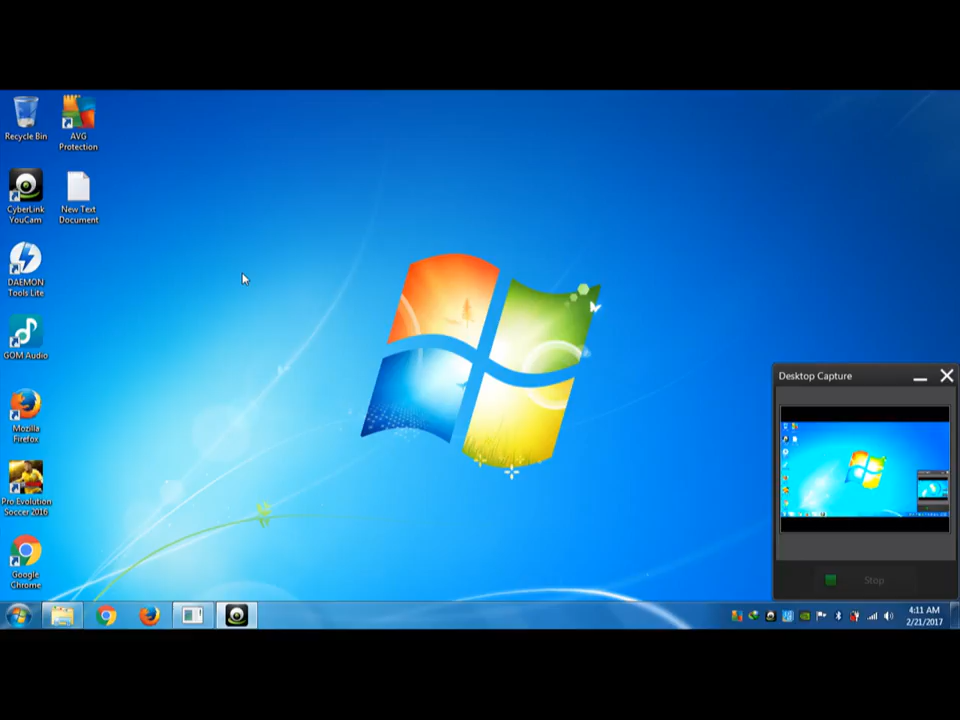 Recycle Bin
AVG
Protection
CyberLink
YouCam
New Text
Document
DAEMON
Tools Lite
GOM Audio
Mozilla
Firefox
Pro Evolution
Soccer 2016
Google
Chrome
Desktop Capture
Stop
4:11 AM
2/21/2017